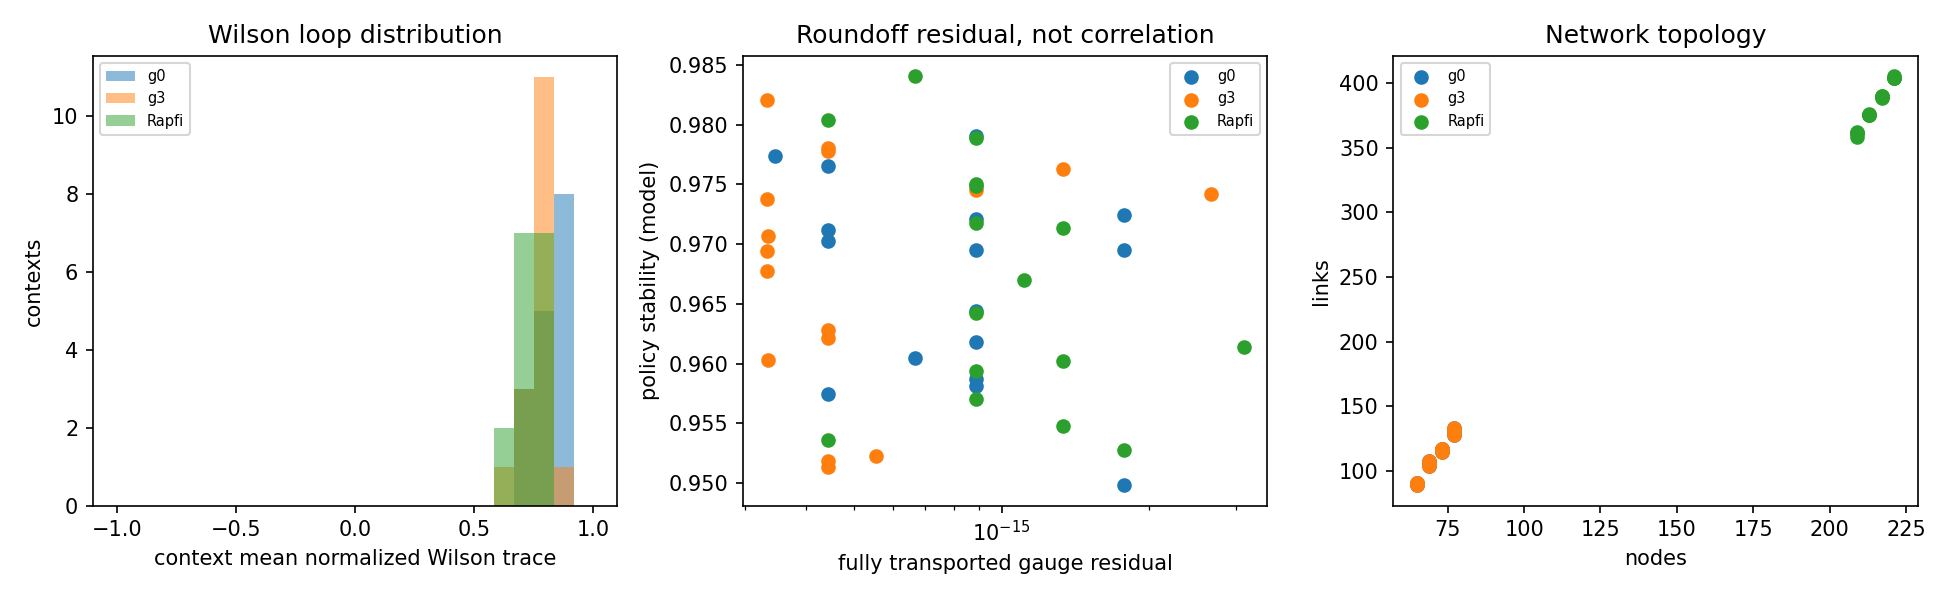 Wilson loop distribution
g0
g3
Rapfi
10
8
6
4
2
0
contexts
−1.0
−0.5
0.0
0.5
1.0
context mean normalized Wilson trace
Roundoff residual, not correlation
g0
g3
Rapfi
0.985
0.980
0.975
0.970
0.965
0.960
0.955
0.950
policy stability (model)
10⁻¹⁵
fully transported gauge residual
Network topology
g0
g3
Rapfi
400
350
300
250
200
150
100
links
75
100
125
150
175
200
225
nodes